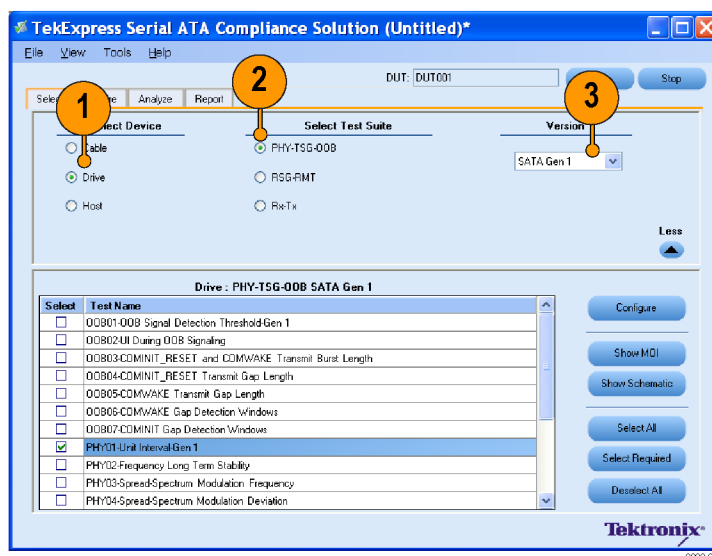 TekExpress Serial ATA Compliance Solution (Untitled)*
File View Tools Help
DUT: DUT001
Stop
Analyze Report
Select Device
Cable
Drive
Host
Select Test Suite
PHY-TSG-OOB
RSG-RMT
Rx-Tx
Version
SATA Gen 1
Less
1
2
3
Drive : PHY-TSG-OOB SATA Gen 1
Select Test Name
OOB01-OOB Signal Detection Threshold-Gen 1
OOB02-UI During OOB Signaling
OOB03-COMINIT_RESET and COMWAKE Transmit Burst Length
OOB04-COMINIT_RESET Transmit Gap Length
OOB05-COMWAKE Transmit Gap Length
OOB06-COMWAKE Gap Detection Windows
OOB07-COMINIT Gap Detection Windows
PHY01-Unit Interval-Gen 1
PHY02-Frequency Long Term Stability
PHY03-Spread-Spectrum Modulation Frequency
PHY04-Spread-Spectrum Modulation Deviation
Configure
Show MOI
Show Schematic
Select All
Select Required
Deselect All
Tektronix